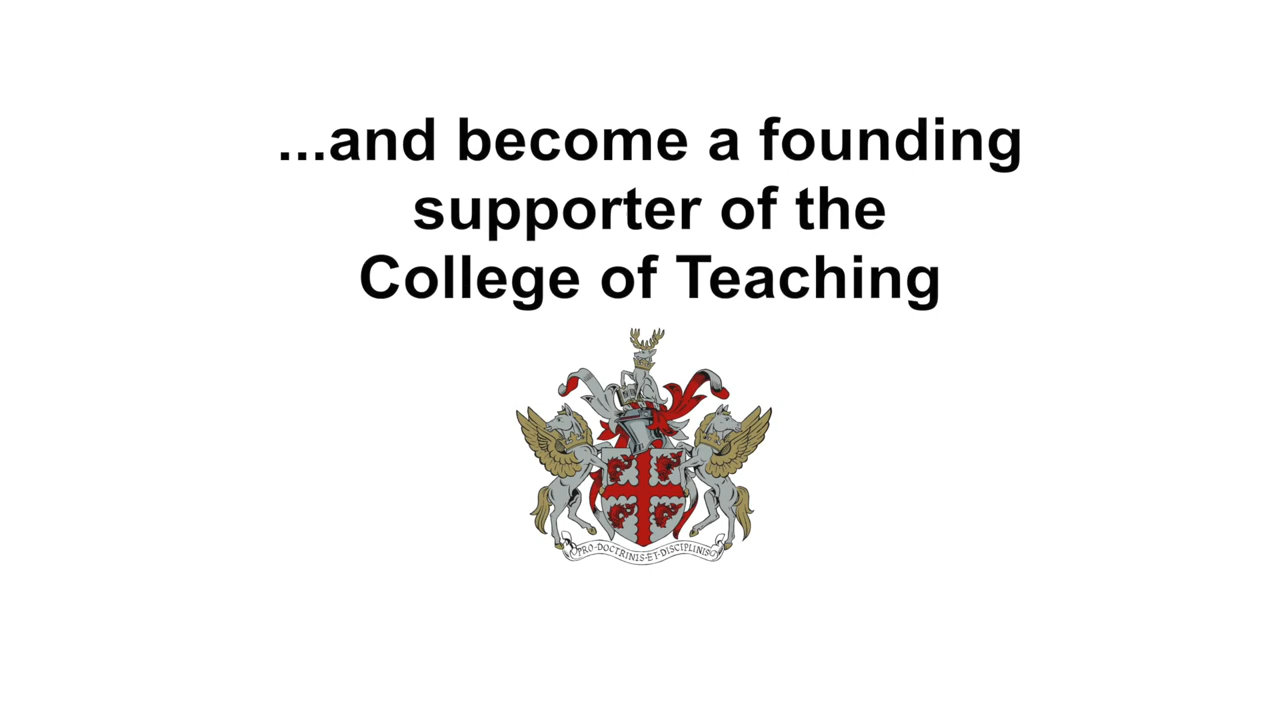 ...and become a founding
supporter of the
College of Teaching
PRO·DOCTRINIS·ET·DISCIPLINIS